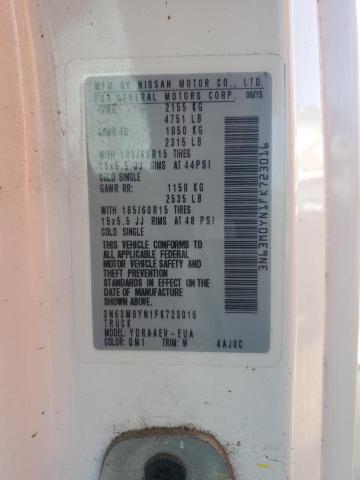 MFG BY NISSAN MOTOR CO., LTD.
FOR GENERAL MOTORS CORP. 06/15
GVWR: 2155 KG
4751 LB
GAWR FR: 1050 KG
2315 LB
WITH 185/60R15 TIRES
15x5.5 JJ RIMS AT 44PSI
COLD SINGLE
GAWR RR: 1150 KG
2535 LB
WITH 185/60R15 TIRES
15x5.5 JJ RIMS AT 48 PSI
COLD SINGLE
THIS VEHICLE CONFORMS TO
ALL APPLICABLE FEDERAL
MOTOR VEHICLE SAFETY
STANDARDS IN EFFECT ON THE
DATE OF MANUFACTURE SHOWN ABOVE.
3N63M0YN1FK723016
TRUCK
MODEL: YDRAAEV-EUA
COLOR: QM1 TRIM: W 4AJ0C
3N63M0YN1FK723016